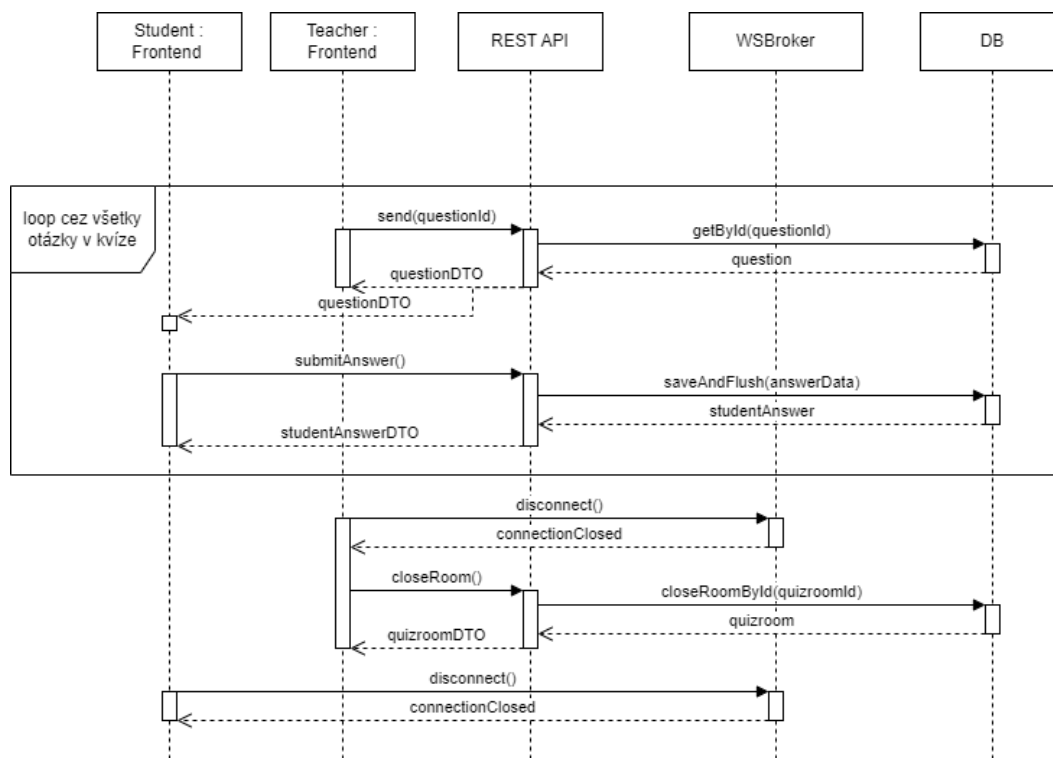 Student :
Frontend
Teacher :
Frontend
REST API
WSBroker
DB
loop cez všetky
otázky v kvíze
send(questionId)
getById(questionId)
question
questionDTO
questionDTO
submitAnswer()
saveAndFlush(answerData)
studentAnswer
studentAnswerDTO
disconnect()
connectionClosed
closeRoom()
closeRoomById(quizroomId)
quizroom
quizroomDTO
disconnect()
connectionClosed